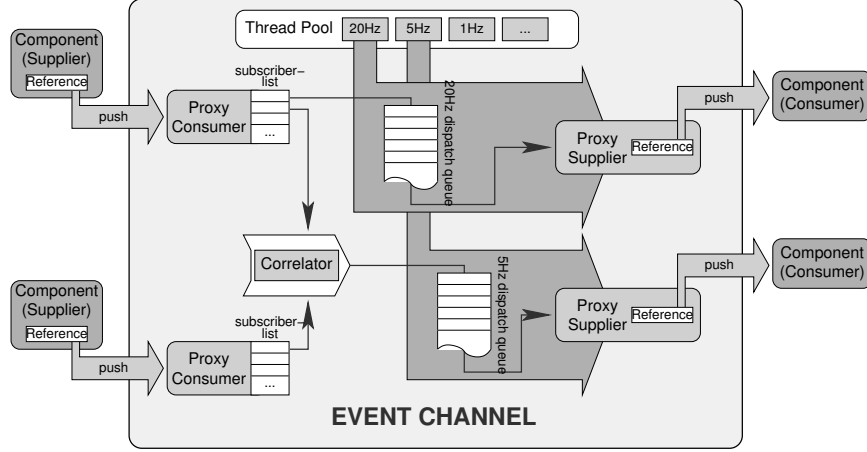 Thread Pool
20Hz
5Hz
1Hz
...
Component
(Supplier)
Reference
push
subscriber-
list
Proxy
Consumer
...
20Hz dispatch queue
Proxy
Supplier
Reference
push
Component
(Consumer)
Correlator
5Hz dispatch queue
Proxy
Supplier
Reference
push
Component
(Consumer)
Component
(Supplier)
Reference
push
subscriber-
list
Proxy
Consumer
...
EVENT CHANNEL